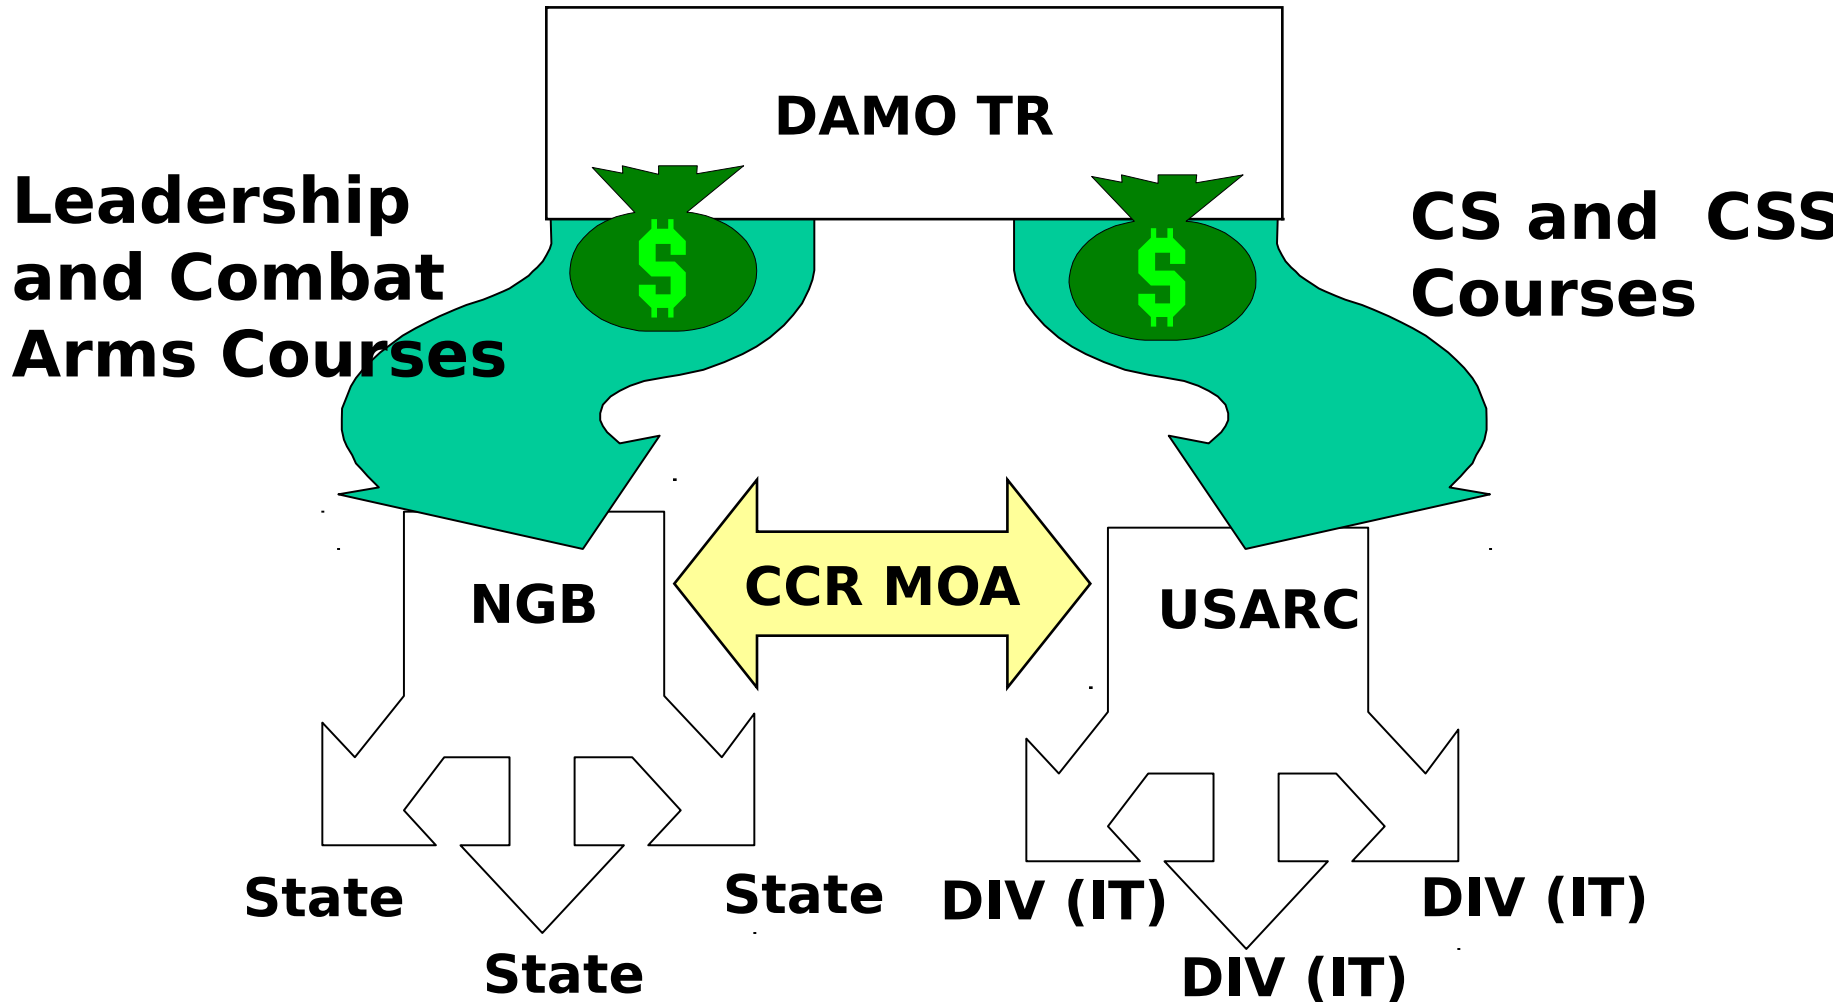 DAMO TR
Leadership
and Combat
Arms Courses
$
$
CS and CSS
Courses
NGB
CCR MOA
USARC
State
State
State
DIV (IT)
DIV (IT)
DIV (IT)